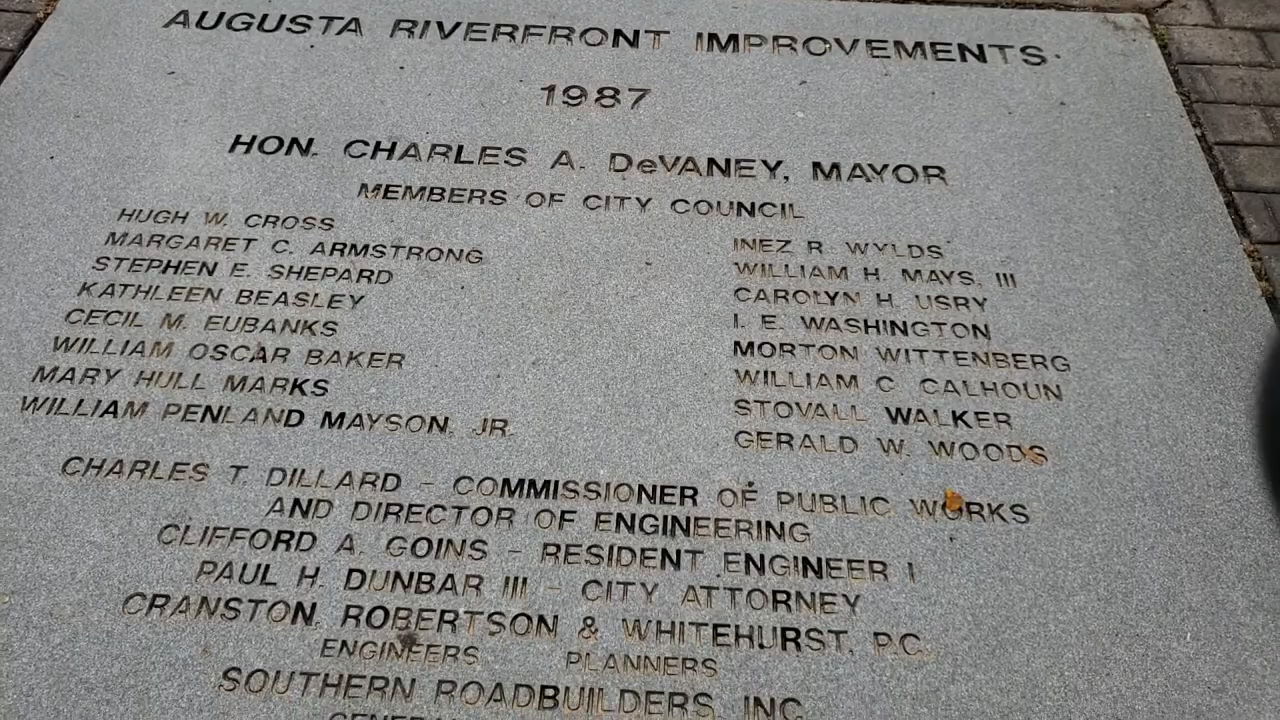 AUGUSTA RIVERFRONT IMPROVEMENTS
1987
HON. CHARLES A. DeVANEY, MAYOR
MEMBERS OF CITY COUNCIL
HUGH W. CROSS
MARGARET C. ARMSTRONG
STEPHEN E. SHEPARD
KATHLEEN BEASLEY
CECIL M. EUBANKS
WILLIAM OSCAR BAKER
MARY HULL MARKS
WILLIAM PENLAND MAYSON, JR.
INEZ R. WYLDS
WILLIAM H. MAYS, III
CAROLYN H. USRY
I. E. WASHINGTON
MORTON WITTENBERG
WILLIAM C. CALHOUN
STOVALL WALKER
GERALD W. WOODS
CHARLES T. DILLARD - COMMISSIONER OF PUBLIC WORKS
AND DIRECTOR OF ENGINEERING
CLIFFORD A. GOINS - RESIDENT ENGINEER I
PAUL H. DUNBAR III - CITY ATTORNEY
CRANSTON, ROBERTSON & WHITEHURST, P.C.
ENGINEERS PLANNERS
SOUTHERN ROADBUILDERS, INC.